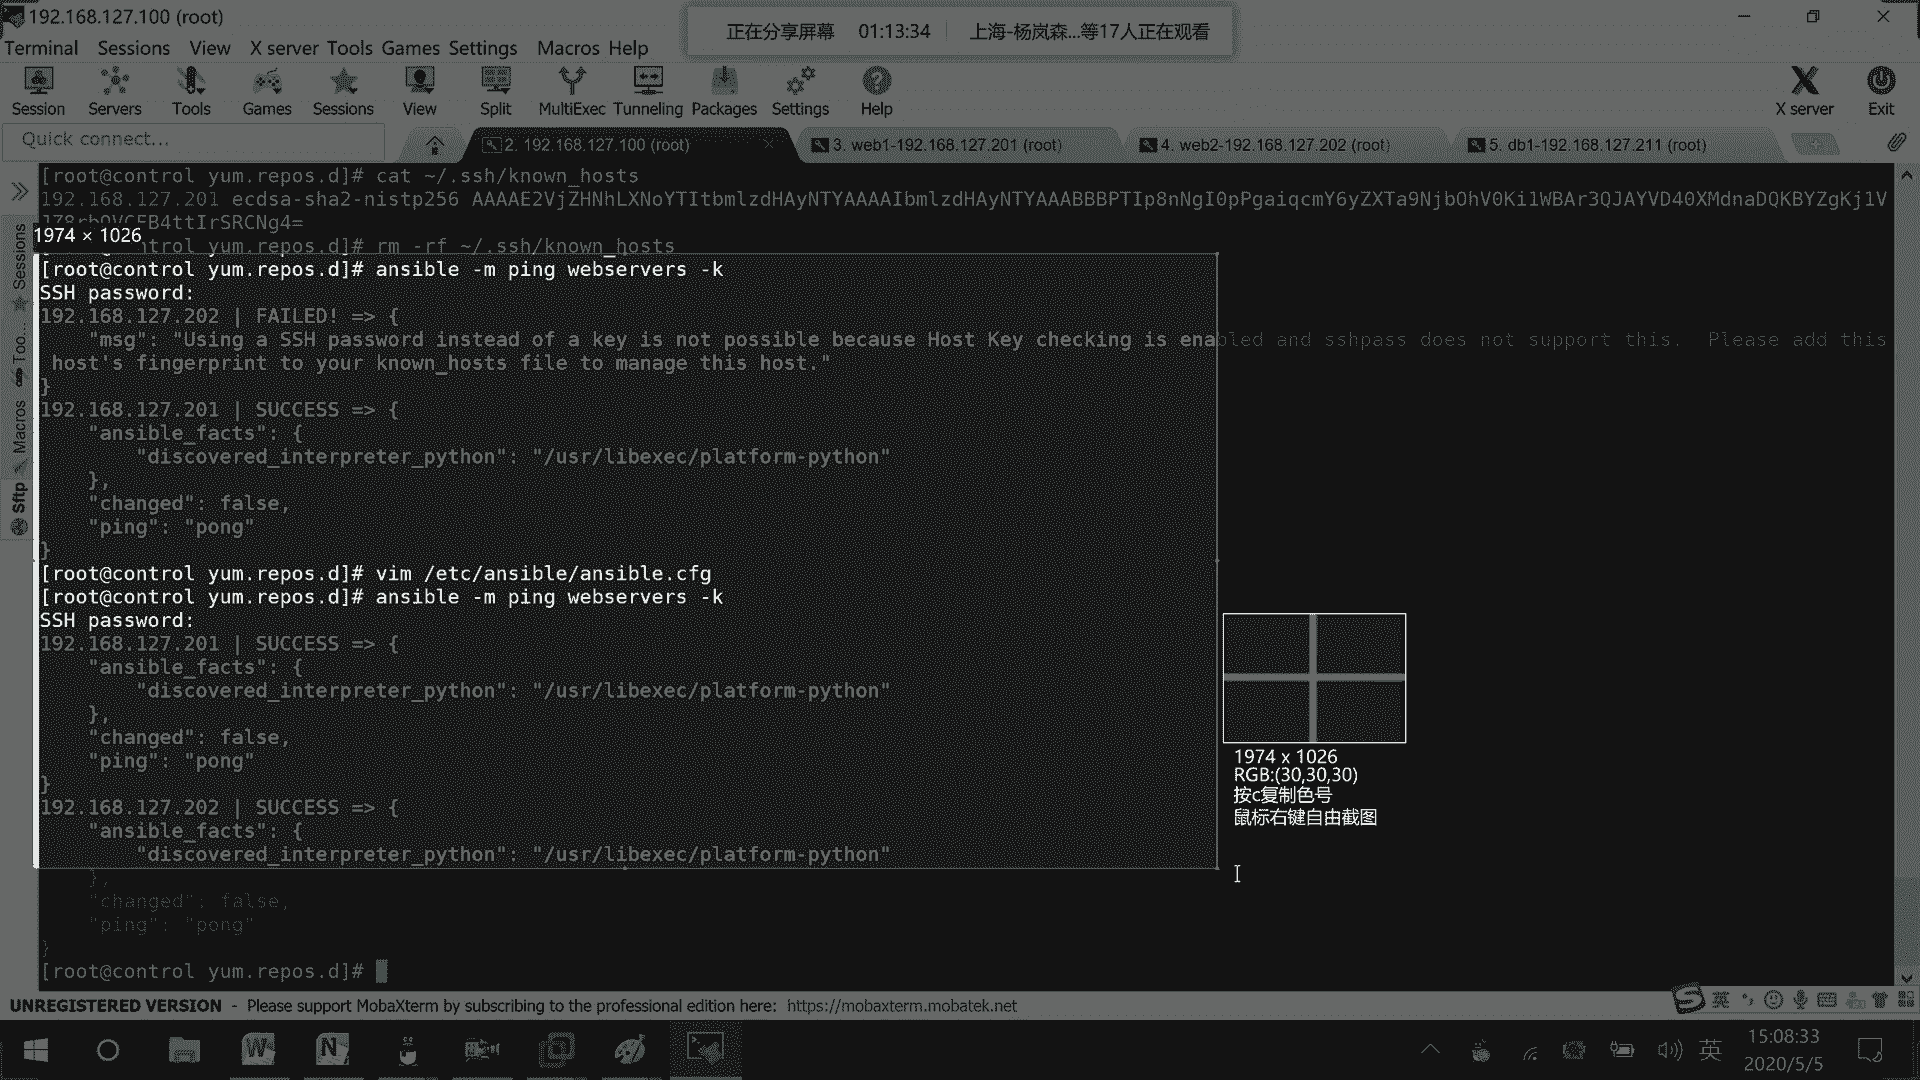 192.168.127.100 (root)
正在分享屏幕 01:13:34 上海-杨岚森...等17人正在观看
Terminal Sessions View X server Tools Games Settings Macros Help
Session Servers Tools Games Sessions View Split MultiExec Tunneling Packages Settings Help X server Exit
Quick connect... 2. 192.168.127.100 (root) 3. web1-192.168.127.201 (root) 4. web2-192.168.127.202 (root) 5. db1-192.168.127.211 (root)
[root@control yum.repos.d]# cat ~/.ssh/known_hosts
192.168.127.201 ecdsa-sha2-nistp256
1974 × 1026
ntrol yum.repos.d]# rm -rf ~/.ssh/known_hosts
[root@control yum.repos.d]# ansible -m ping webservers -k
SSH password:
192.168.127.202 | FAILED! => {
"msg": "Using a SSH password instead of a key is not possible because Host Key checking is enabled and sshpass does not support this.  Please add this
host's fingerprint to your known_hosts file to manage this host."
}
192.168.127.201 | SUCCESS => {
"ansible_facts": {
"discovered_interpreter_python": "/usr/libexec/platform-python"
},
"changed": false,
"ping": "pong"
}
[root@control yum.repos.d]# vim /etc/ansible/ansible.cfg
[root@control yum.repos.d]# ansible -m ping webservers -k
SSH password:
192.168.127.201 | SUCCESS => {
"ansible_facts": {
"discovered_interpreter_python": "/usr/libexec/platform-python"
},
"changed": false,
"ping": "pong"
}
192.168.127.202 | SUCCESS => {
"ansible_facts": {
"discovered_interpreter_python": "/usr/libexec/platform-python"
},
"changed": false,
"ping": "pong"
}
[root@control yum.repos.d]#
1974 x 1026
RGB:(30,30,30)
按c复制色号
鼠标右键自由截图
Sessions
Too...
Macros
Sftp
UNREGISTERED VERSION - Please support MobaXterm by subscribing to the professional edition here: https://mobaxterm.mobatek.net
英
英
15:08:33
2020/5/5